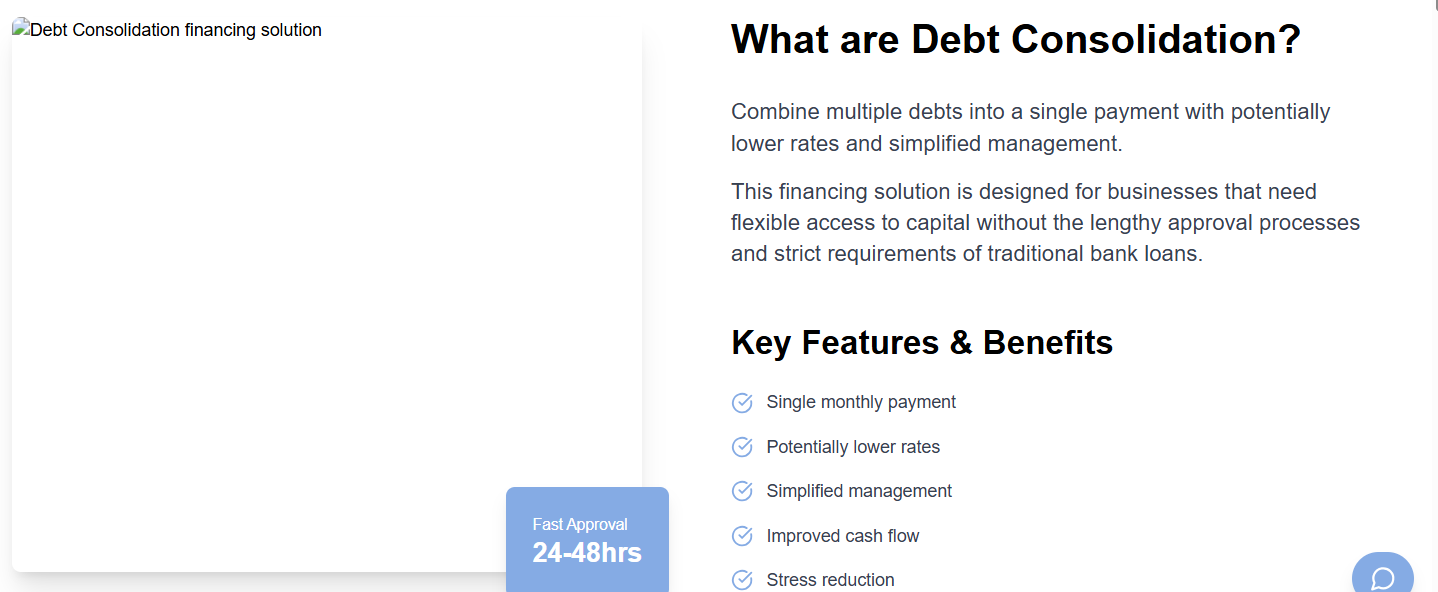 Debt Consolidation financing solution
What are Debt Consolidation?
Combine multiple debts into a single payment with potentially
lower rates and simplified management.
This financing solution is designed for businesses that need
flexible access to capital without the lengthy approval processes
and strict requirements of traditional bank loans.
Key Features & Benefits
Single monthly payment
Potentially lower rates
Simplified management
Improved cash flow
Stress reduction
Fast Approval
24-48hrs